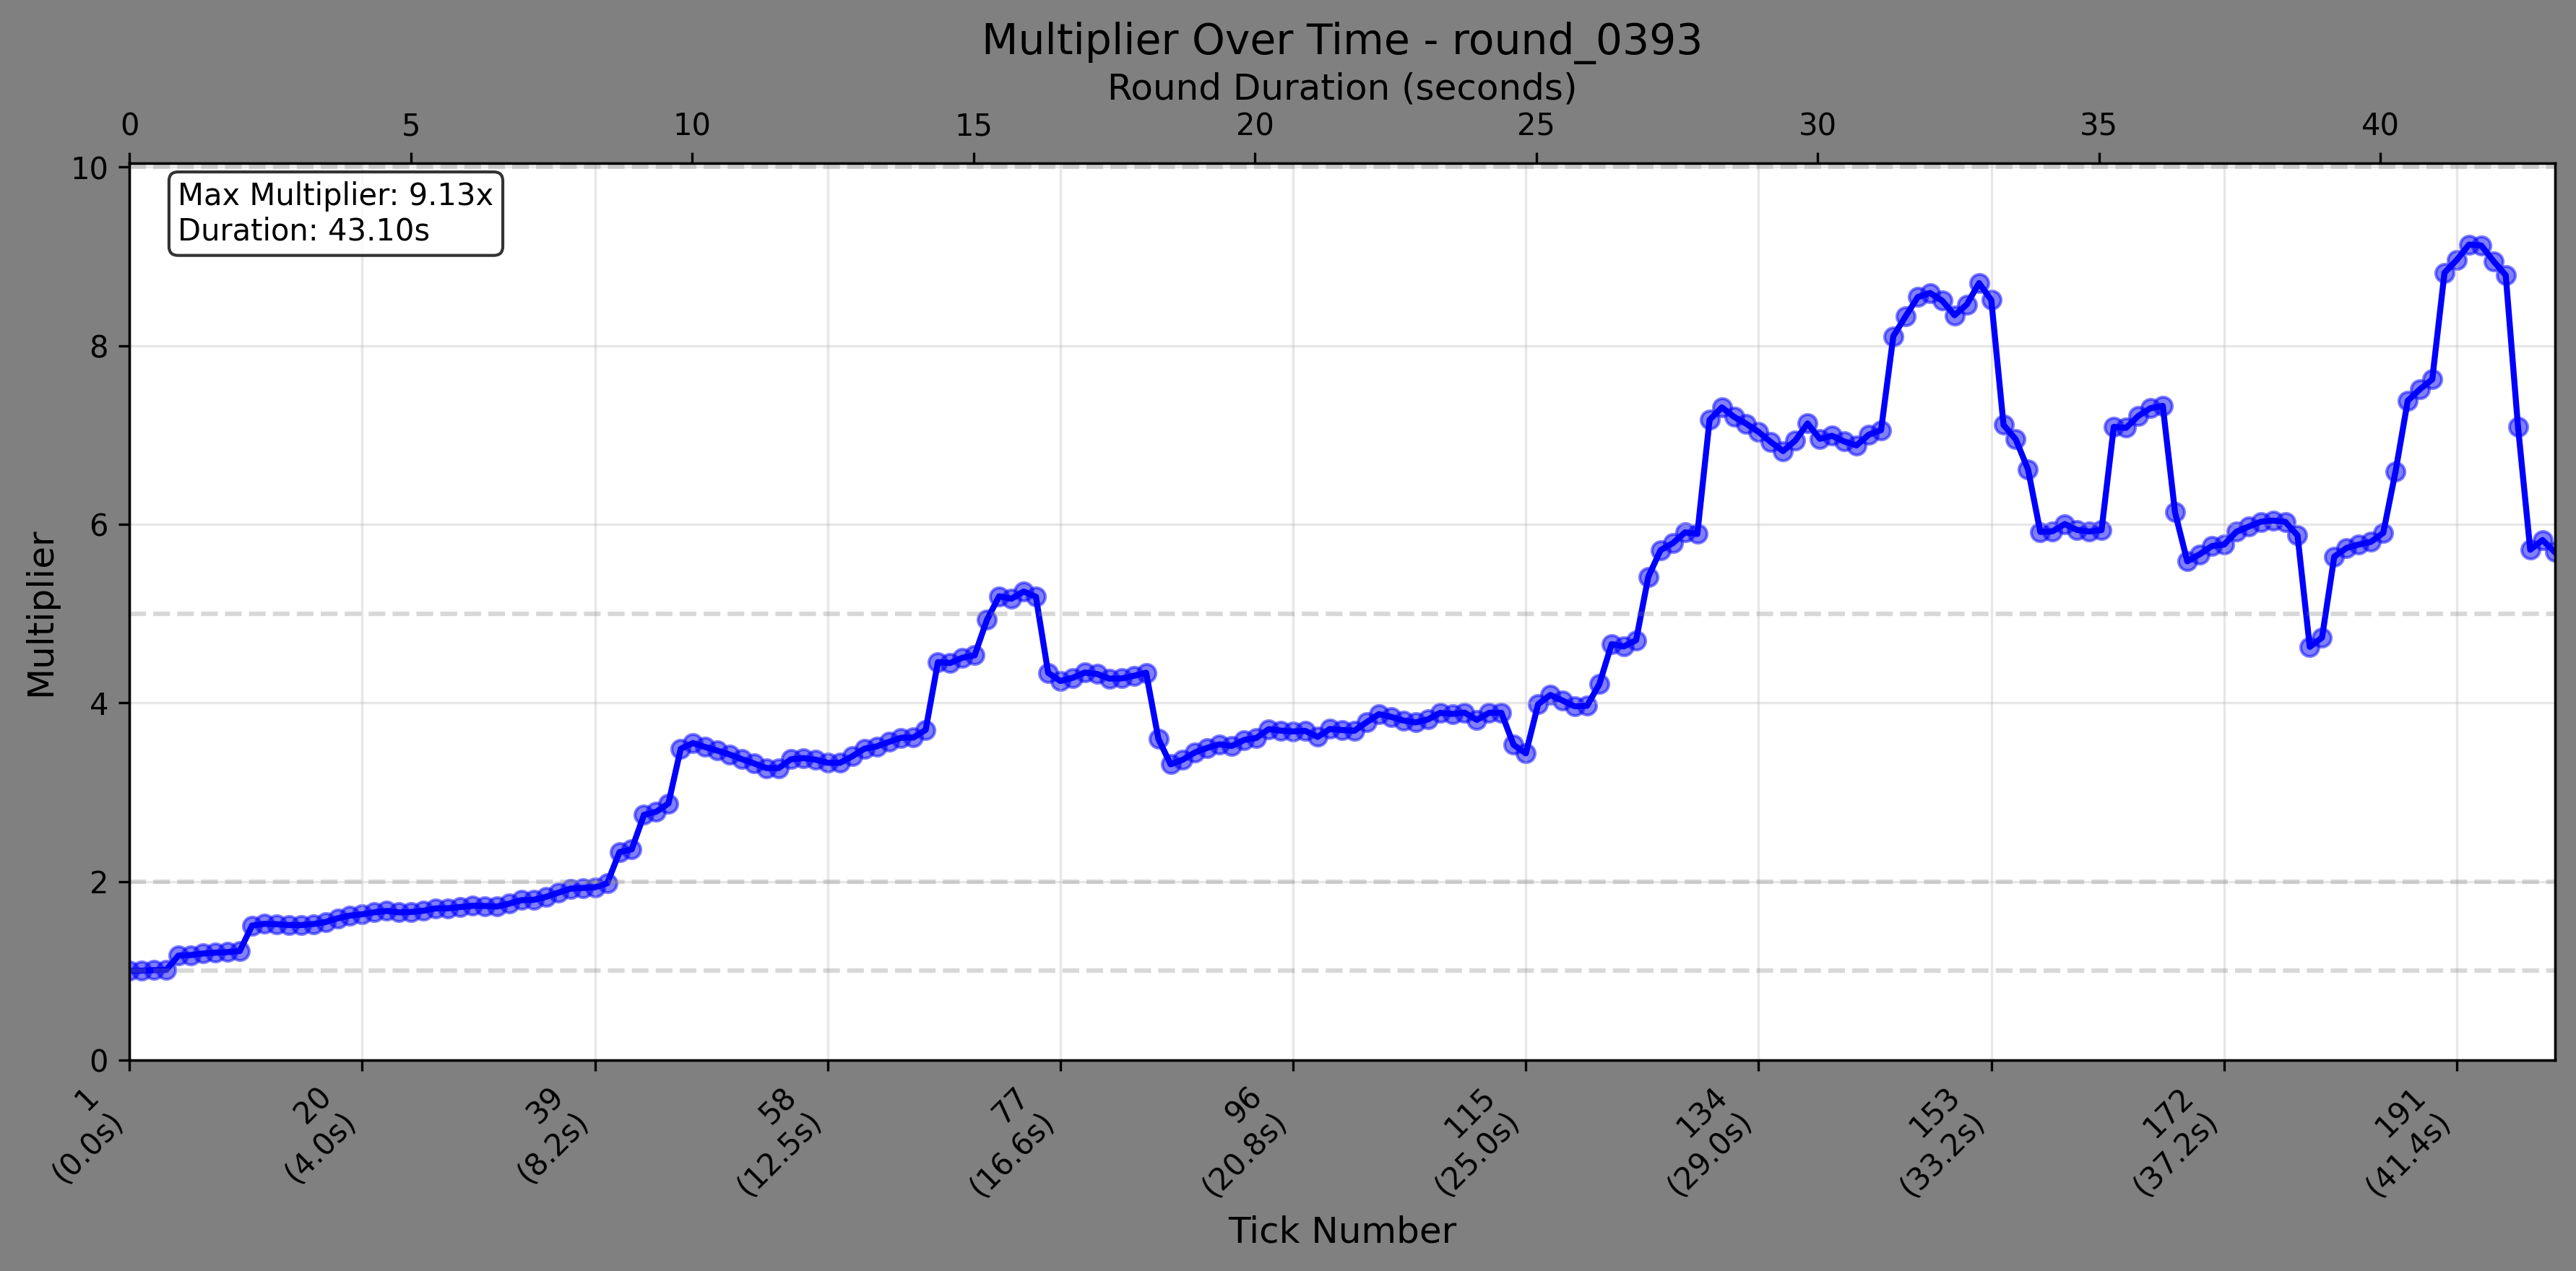 Multiplier Over Time - round_0393
Round Duration (seconds)
0 5 10 15 20 25 30 35 40
Max Multiplier: 9.13x
Duration: 43.10s
Multiplier
10
8
6
4
2
0
1
(0.0s)
20
(4.0s)
39
(8.2s)
58
(12.5s)
77
(16.6s)
96
(20.8s)
115
(25.0s)
134
(29.0s)
153
(33.2s)
172
(37.2s)
191
(41.4s)
Tick Number